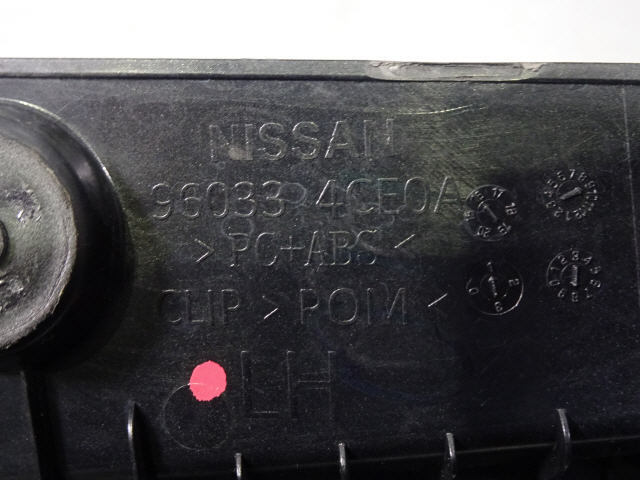 NISSAN
96033 4CE0A
> PC+ABS <
CLIP > POM <
LH